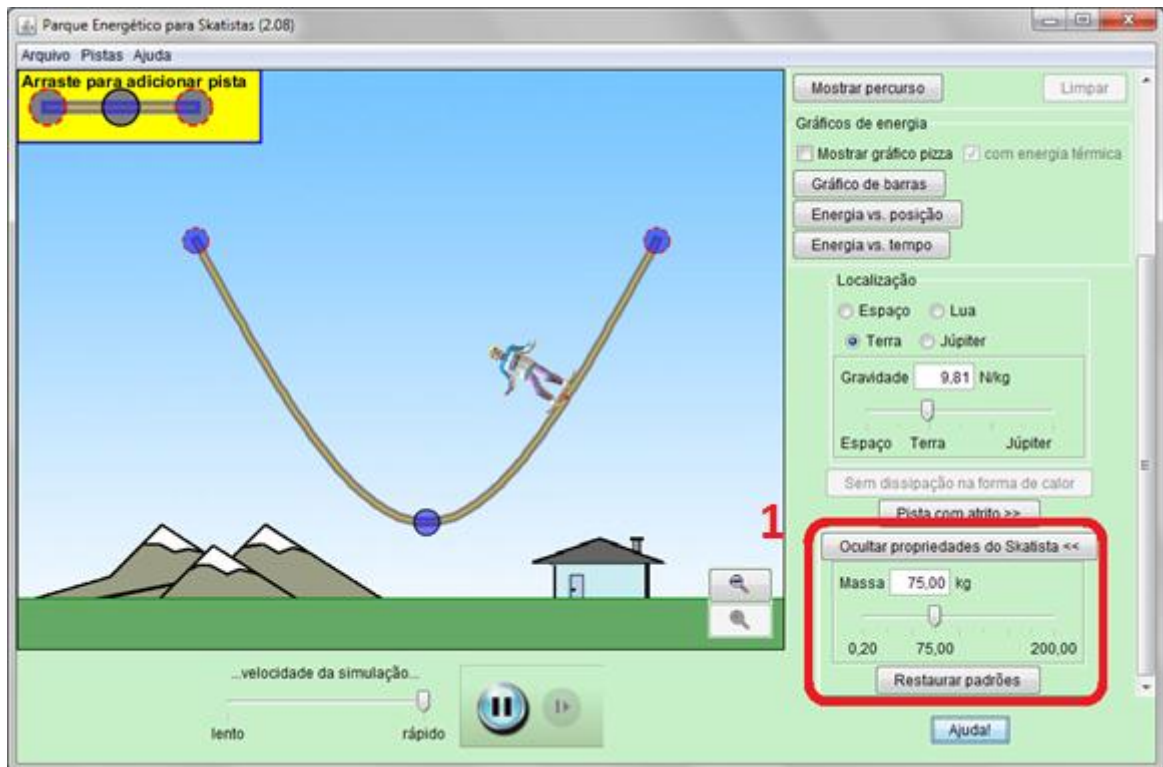 Parque Energético para Skatistas (2.08)
Arquivo Pistas Ajuda
Arraste para adicionar pista
Mostrar percurso Limpar
Gráficos de energia
Mostrar gráfico pizza com energia térmica
Gráfico de barras
Energia vs. posição
Energia vs. tempo
Localização
Espaço Lua
Terra Júpiter
Gravidade 9,81 N/kg
Espaço Terra Júpiter
Sem dissipação na forma de calor
Pista com atrito >>
1
Ocultar propriedades do Skatista <<
Massa 75,00 kg
0,20 75,00 200,00
Restaurar padrões
...velocidade da simulação...
lento rápido
Ajuda!